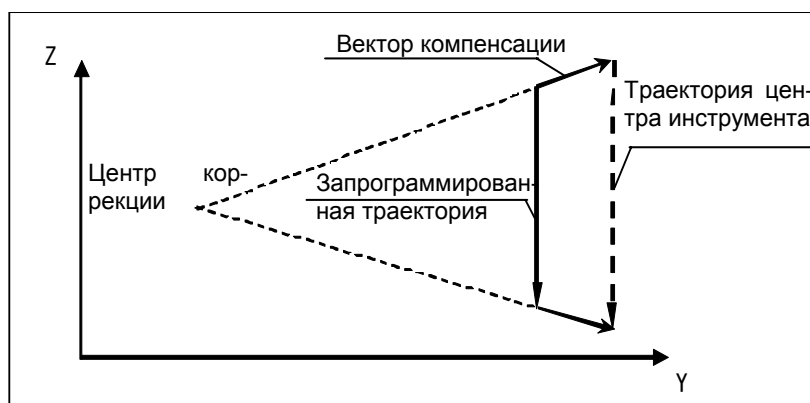 Z
Вектор компенсации
Траектория цен-
тра инструмента
Центр кор-
рекции
Запрограммирован-
ная траектория
Y